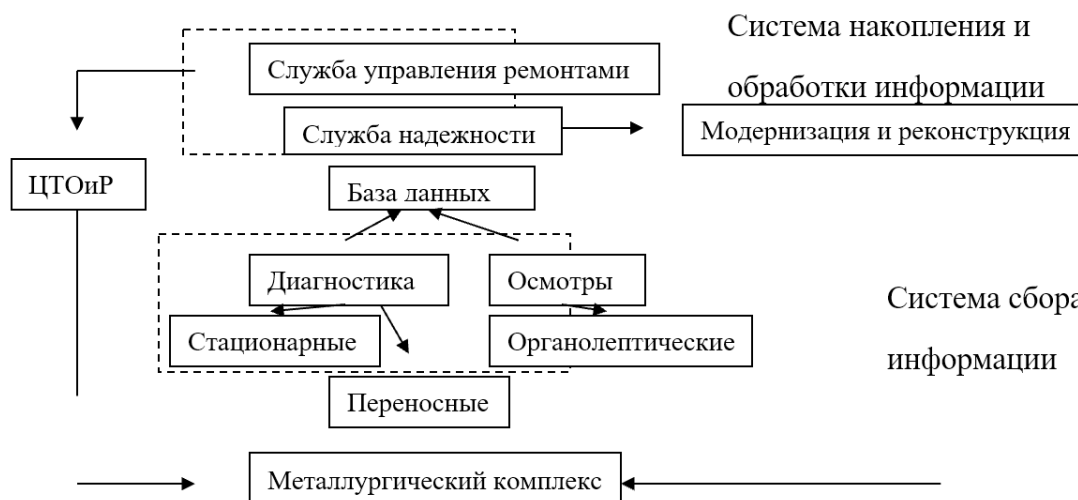 Система накопления и
обработки информации
Служба управления ремонтами
Служба надежности
Модернизация и реконструкция
ЦТОиР
База данных
Диагностика
Осмотры
Система сбора
информации
Стационарные
Органолептические
Переносные
Металлургический комплекс